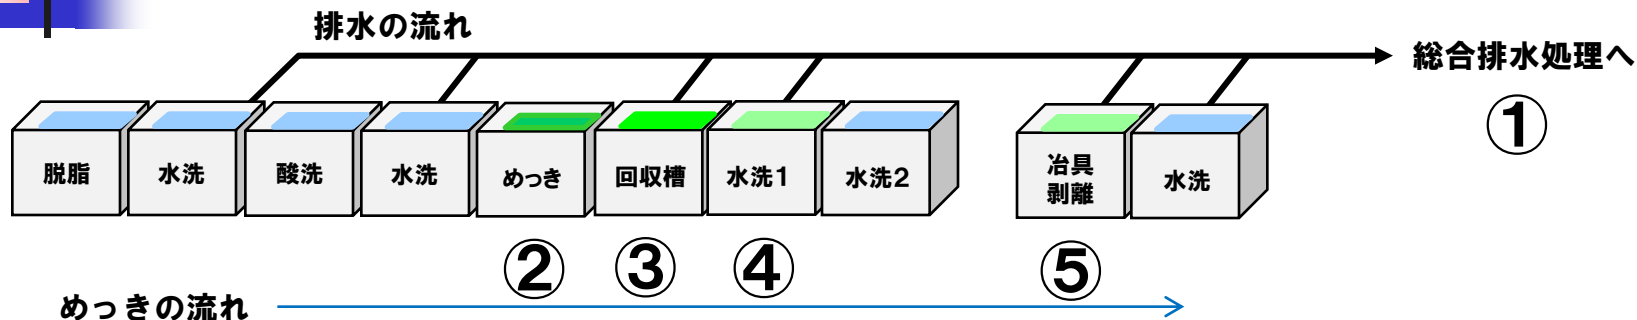 排水の流れ
総合排水処理へ
①
脱脂
水洗
酸洗
水洗
めっき
回収槽
水洗1
水洗2
冶具
剥離
水洗
②
③
④
⑤
めっきの流れ